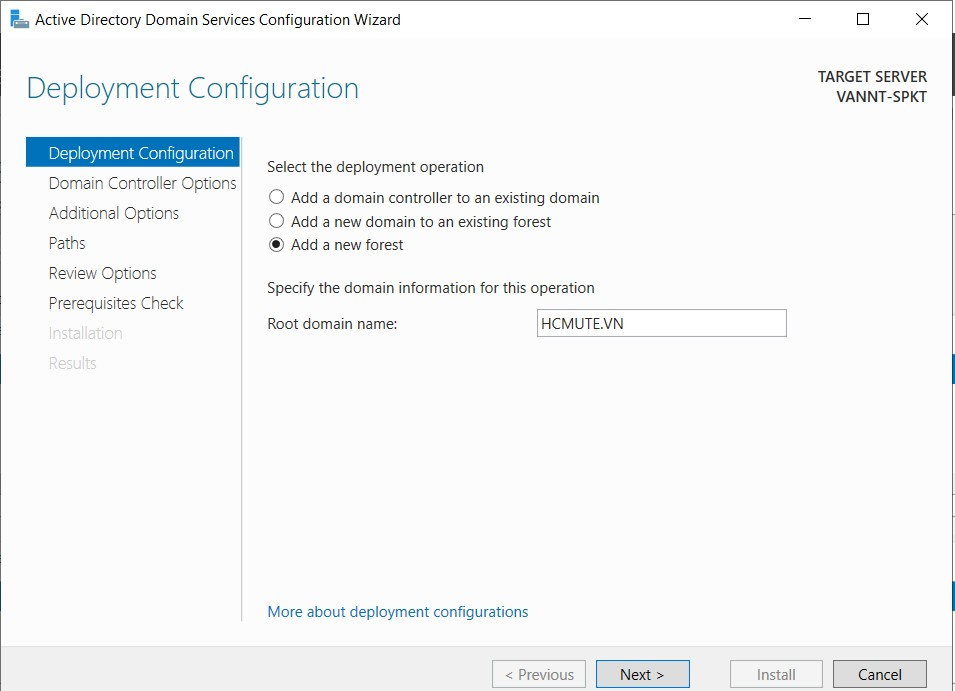 Active Directory Domain Services Configuration Wizard
Deployment Configuration
TARGET SERVER
VANNT-SPKT
Deployment Configuration
Domain Controller Options
Additional Options
Paths
Review Options
Prerequisites Check
Installation
Results
Select the deployment operation
Add a domain controller to an existing domain
Add a new domain to an existing forest
Add a new forest
Specify the domain information for this operation
Root domain name: HCMUTE.VN
More about deployment configurations
< Previous Next > Install Cancel